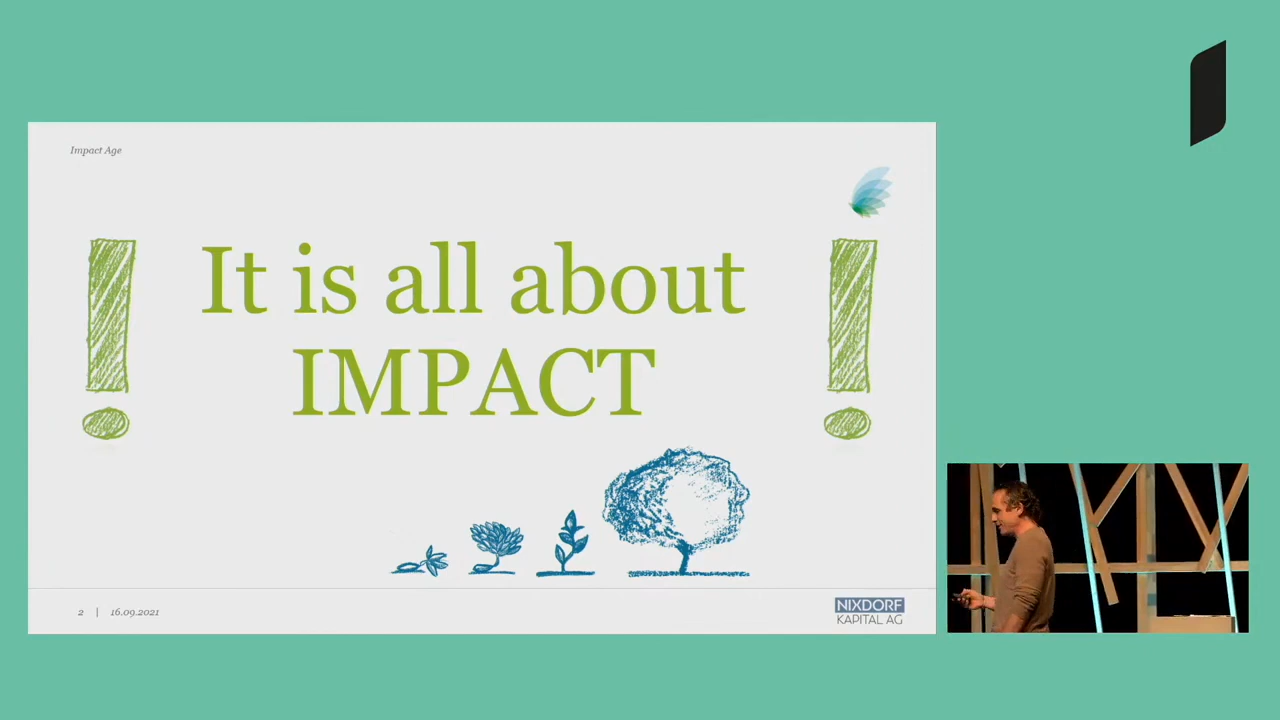 Impact Age
It is all about
IMPACT
2 | 16.09.2021
NIXDORF
KAPITAL AG